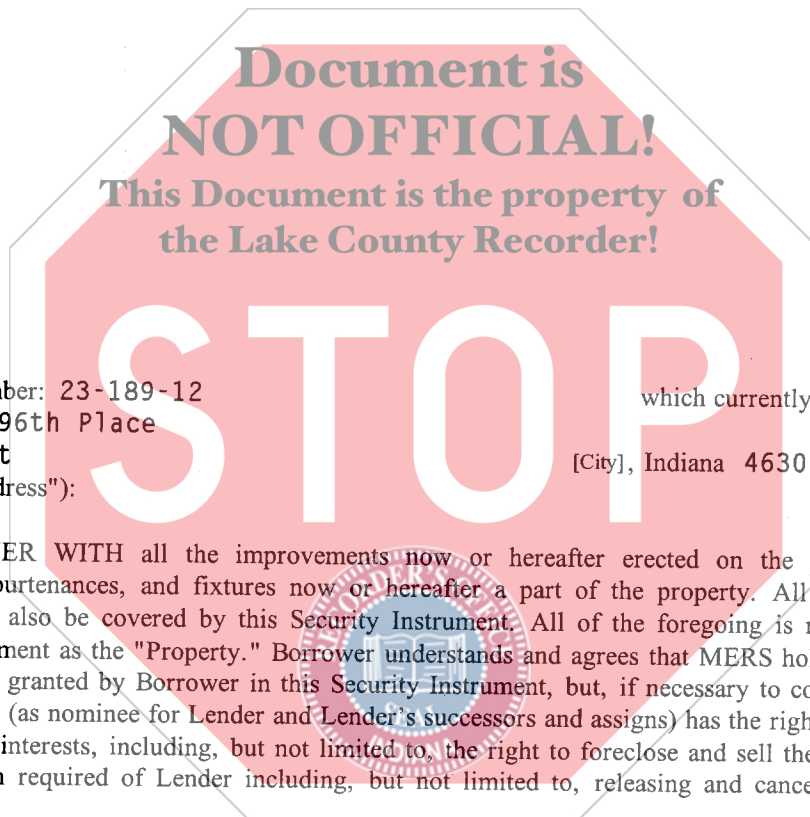 Document is
NOT OFFICIAL!
This Document is the property of
the Lake County Recorder!
STOP
ber: 23-189-12
which currently
96th Place
t
[City], Indiana 4630
dress"):
ER WITH all the improvements now or hereafter erected on the
ourtenances, and fixtures now or hereafter a part of the property. All
also be covered by this Security Instrument. All of the foregoing is
ment as the "Property." Borrower understands and agrees that MERS ho
granted by Borrower in this Security Instrument, but, if necessary to co
(as nominee for Lender and Lender's successors and assigns) has the righ
interests, including, but not limited to, the right to foreclose and sell the
required of Lender including, but not limited to, releasing and cance
SEAL